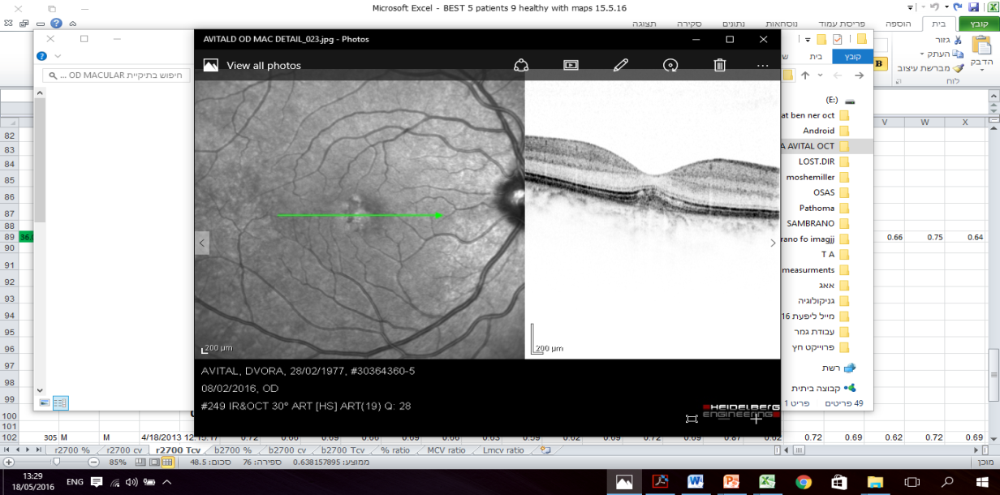 Microsoft Excel - BEST 5 patients 9 healthy with maps 15.5.16
קובץ בית הוספה פריסת עמוד נוסחאות נתונים סקירה תצוגה
הדבק
גזור
העתק
מברשת עיצוב
לוח
B
AVITALD OD MAC DETAIL_023.jpg - Photos
View all photos
חיפוש בתיקיית OD MACULAR ...
קובץ בית
(E:)
at ben ner oct
Android
A AVITAL OCT
LOST.DIR
moshemiller
OSAS
Pathoma
SAMBRANO
rano fo imagjj
T A
measurments
אאג
גניקולוגיה
מייל ליפעת 16
עבודת גמר
פרוייקט חץ
רשת
קבוצה ביתית
49 פריטים פריט 1
V W X
82
83
84
85
86
87
88
89 0.66 0.75 0.64
90
91
92
93
94
95
96
97
98
99
100
101
102 305 M M 4/18/2013 0.72 0.69 0.62 0.72 0.69
200 µm
200 µm
AVITAL, DVORA, 28/02/1977, #30364360-5
08/02/2016, OD
#249 IR&OCT 30° ART [HS] ART(19) Q: 28
HEIDELBERG
ENGINEERING
r2700 % r2700 cv r2700 Tcv b2700 % b2700 cv b2700 Tcv % ratio MCV ratio Lmcv ratio
85% ממוצע: 0.638157895 ספירה: 76 סכום: 48.5 מוכן
13:29
18/05/2016
ENG